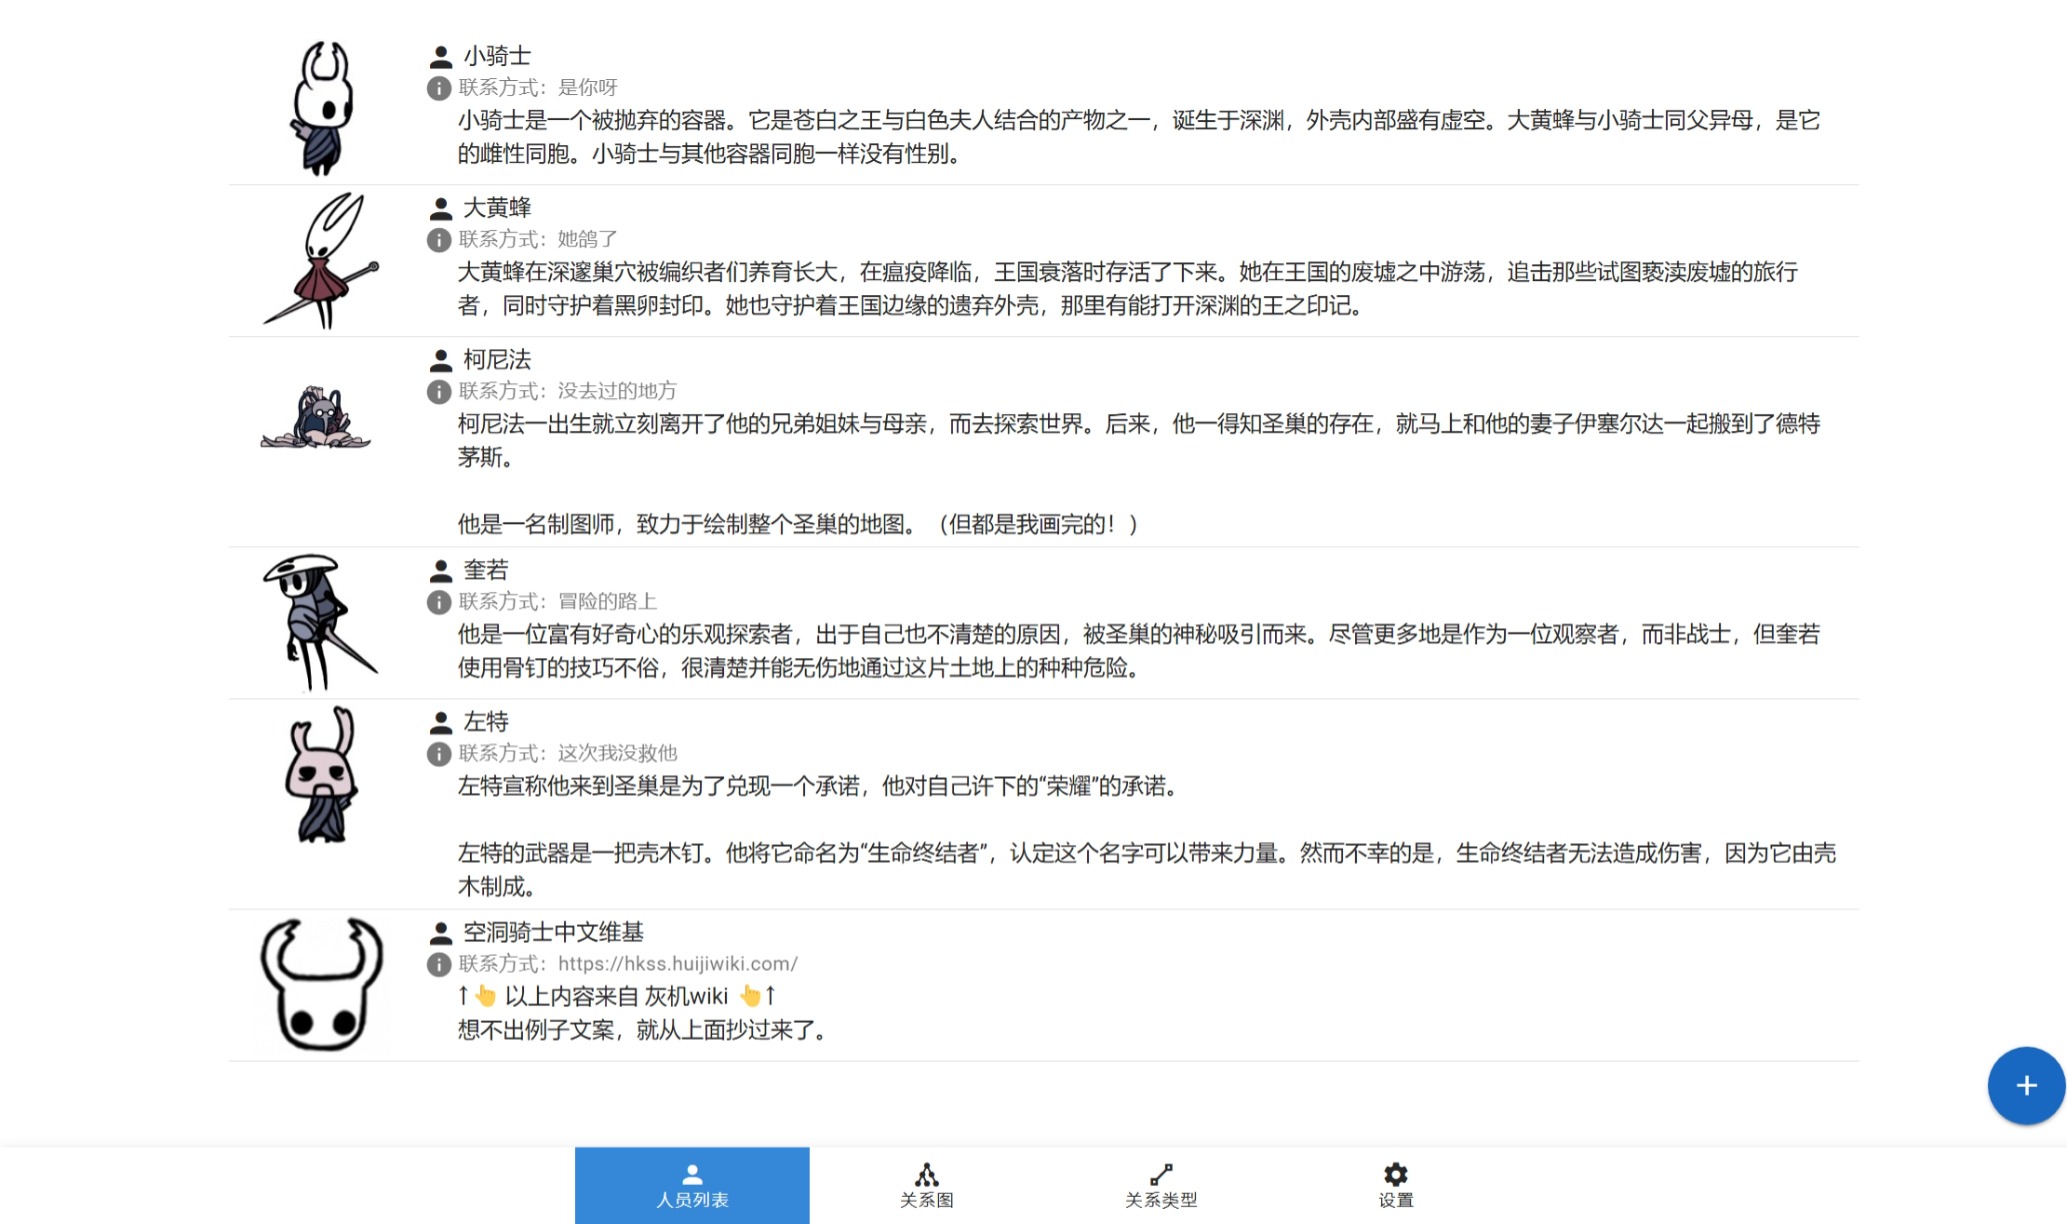 小骑士
联系方式：是你呀
小骑士是一个被抛弃的容器。它是苍白之王与白色夫人结合的产物之一，诞生于深渊，外壳内部盛有虚空。大黄蜂与小骑士同父异母，是它
的雌性同胞。小骑士与其他容器同胞一样没有性别。
大黄蜂
联系方式：她鸽了
大黄蜂在深邃巢穴被编织者们养育长大，在瘟疫降临，王国衰落时存活了下来。她在王国的废墟之中游荡，追击那些试图亵渎废墟的旅行
者，同时守护着黑卵封印。她也守护着王国边缘的遗弃外壳，那里有能打开深渊的王之印记。
柯尼法
联系方式：没去过的地方
柯尼法一出生就立刻离开了他的兄弟姐妹与母亲，而去探索世界。后来，他一得知圣巢的存在，就马上和他的妻子伊塞尔达一起搬到了德特
茅斯。
他是一名制图师，致力于绘制整个圣巢的地图。（但都是我画完的！）
奎若
联系方式：冒险的路上
他是一位富有好奇心的乐观探索者，出于自己也不清楚的原因，被圣巢的神秘吸引而来。尽管更多地是作为一位观察者，而非战士，但奎若
使用骨钉的技巧不俗，很清楚并能无伤地通过这片土地上的种种危险。
左特
联系方式：这次我没救他
左特宣称他来到圣巢是为了兑现一个承诺，他对自己许下的“荣耀”的承诺。
左特的武器是一把壳木钉。他将它命名为“生命终结者”，认定这个名字可以带来力量。然而不幸的是，生命终结者无法造成伤害，因为它由壳
木制成。
空洞骑士中文维基
联系方式：https://hkss.huijiwiki.com/
↑👆 以上内容来自 灰机wiki 👆↑
想不出例子文案，就从上面抄过来了。
人员列表
关系图
关系类型
设置